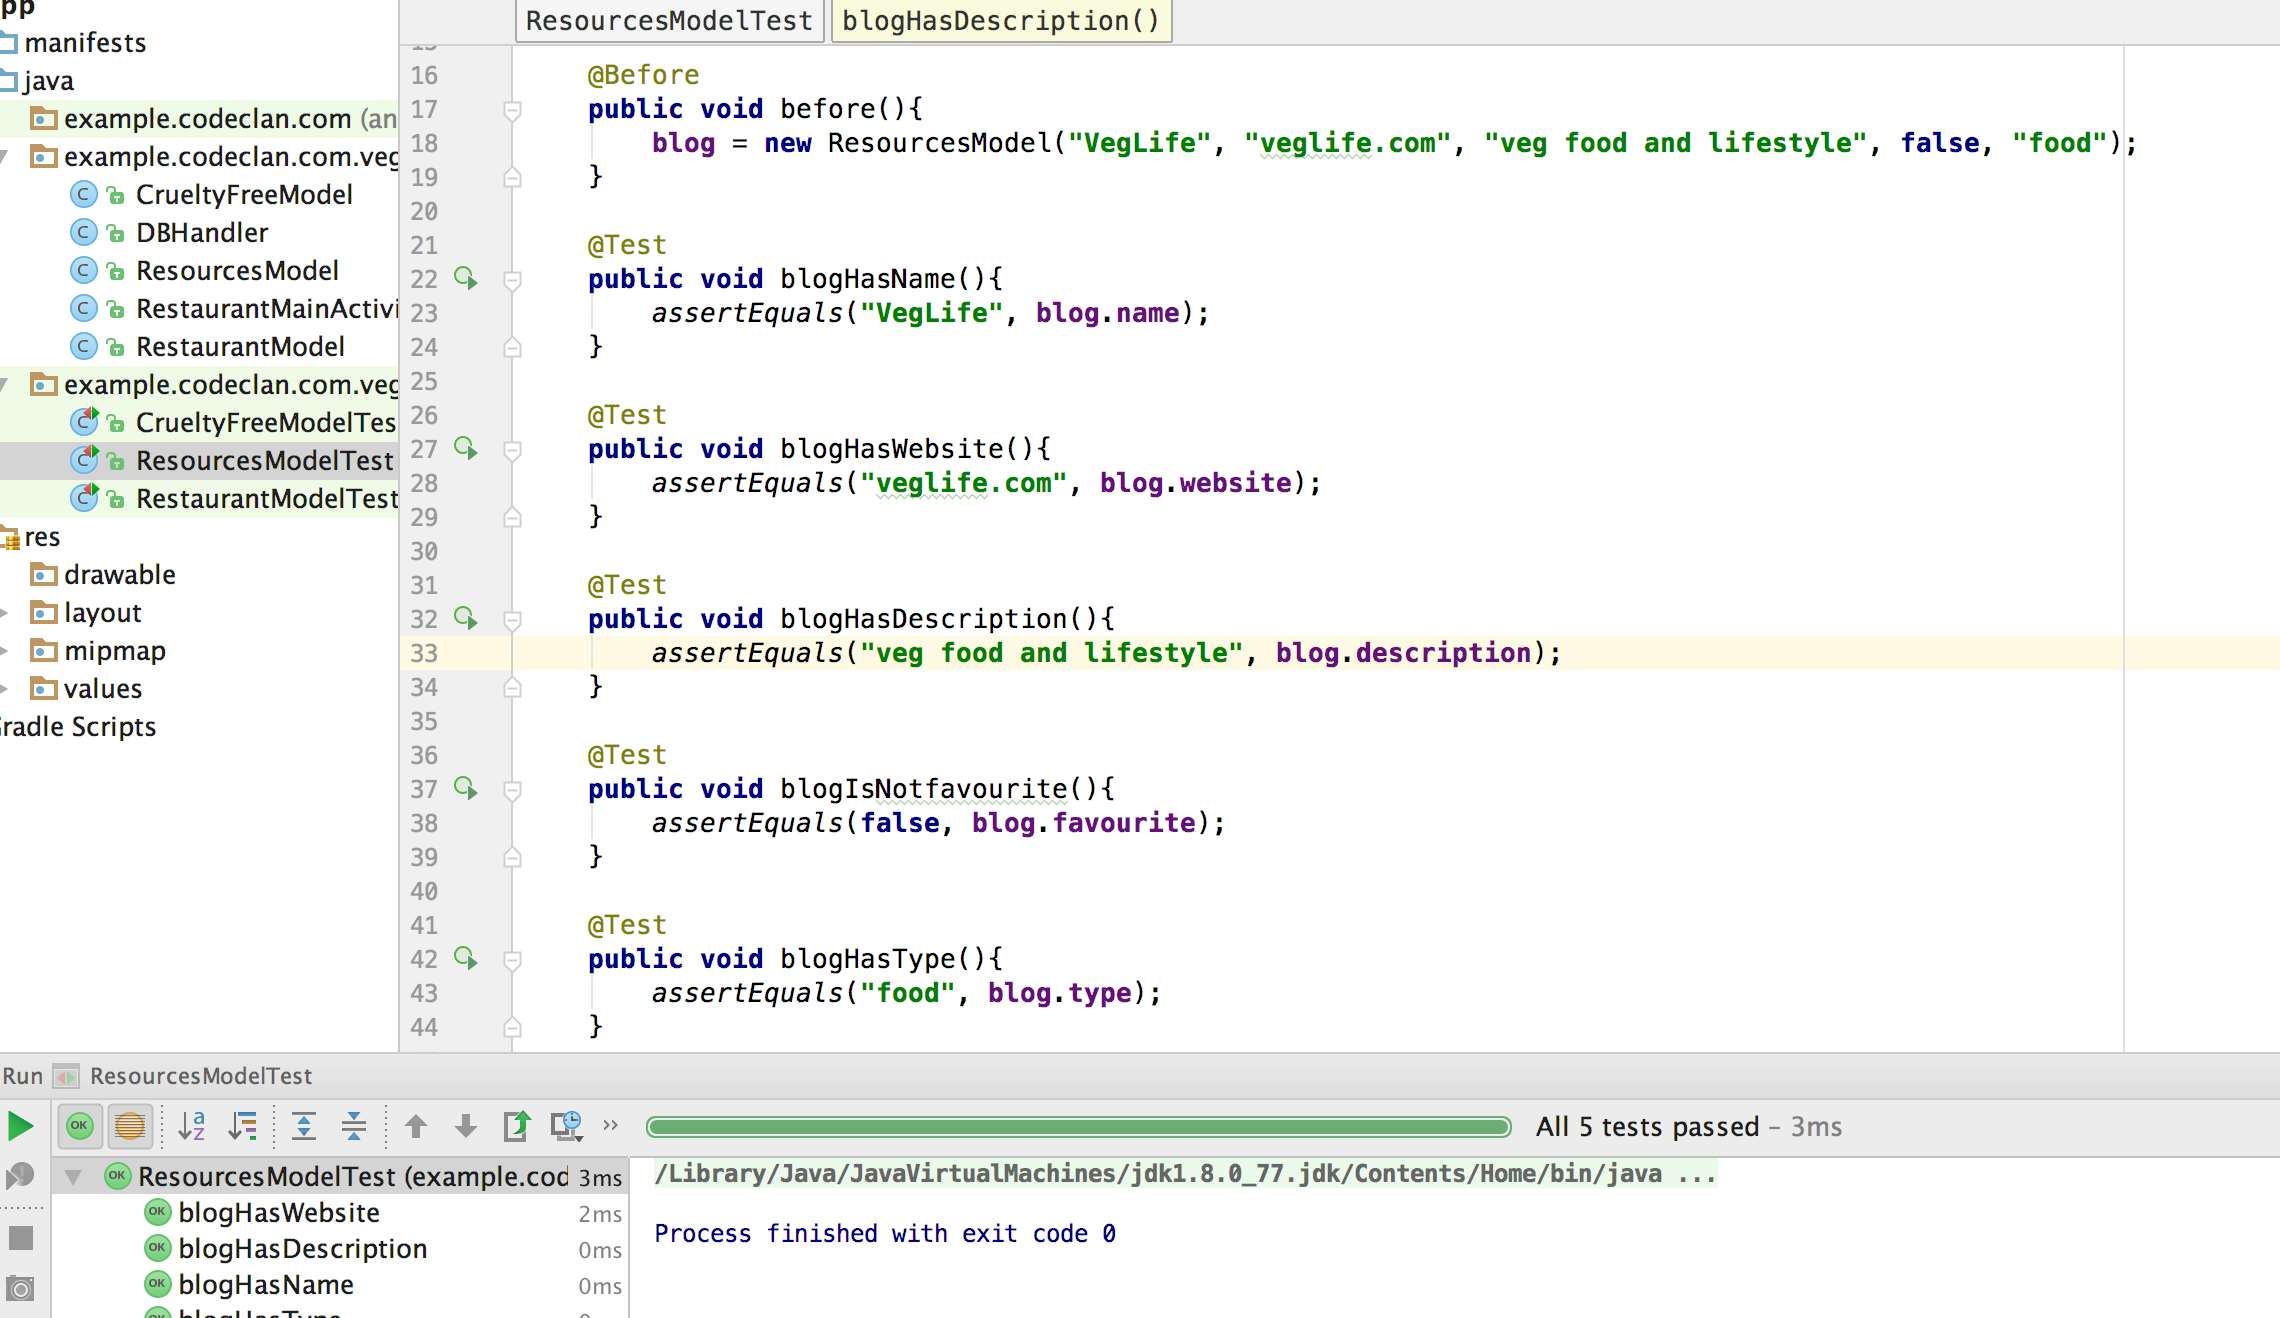 pp
manifests
java
example.codeclan.com (an
example.codeclan.com.veg
CrueltyFreeModel
DBHandler
ResourcesModel
RestaurantMainActivi
RestaurantModel
example.codeclan.com.veg
CrueltyFreeModelTes
ResourcesModelTest
RestaurantModelTest
res
drawable
layout
mipmap
values
radle Scripts
ResourcesModelTest blogHasDescription()
16 @Before
17 public void before(){
18 blog = new ResourcesModel("VegLife", "veglife.com", "veg food and lifestyle", false, "food");
19 }
20
21 @Test
22 public void blogHasName(){
23 assertEquals("VegLife", blog.name);
24 }
25
26 @Test
27 public void blogHasWebsite(){
28 assertEquals("veglife.com", blog.website);
29 }
30
31 @Test
32 public void blogHasDescription(){
33 assertEquals("veg food and lifestyle", blog.description);
34 }
35
36 @Test
37 public void blogIsNotfavourite(){
38 assertEquals(false, blog.favourite);
39 }
40
41 @Test
42 public void blogHasType(){
43 assertEquals("food", blog.type);
44 }
Run ResourcesModelTest
All 5 tests passed – 3ms
ResourcesModelTest (example.cod 3ms
blogHasWebsite 2ms
blogHasDescription 0ms
blogHasName 0ms
blogHasType
/Library/Java/JavaVirtualMachines/jdk1.8.0_77.jdk/Contents/Home/bin/java ...
Process finished with exit code 0